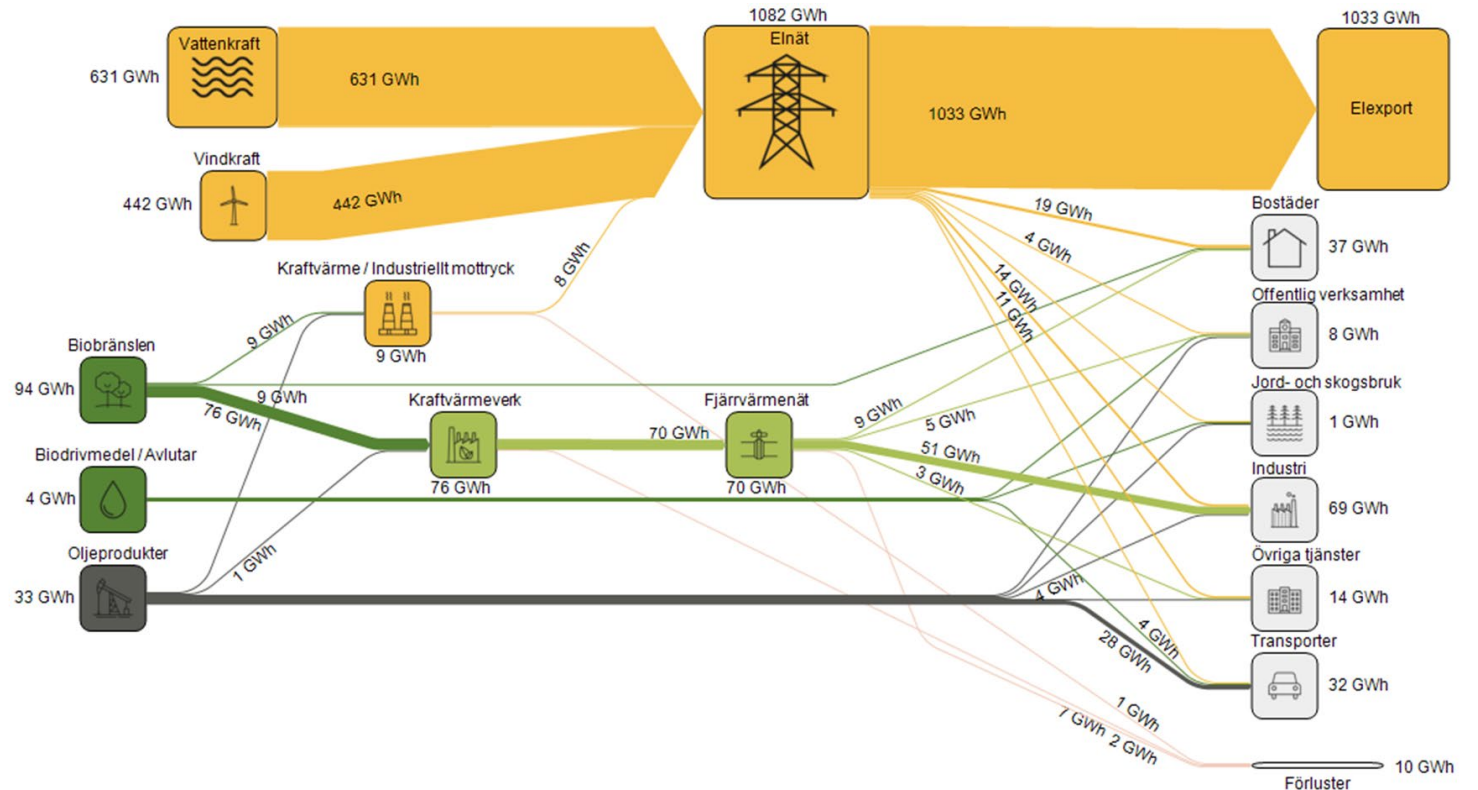 1082 GWh
1033 GWh
Vattenkraft
Elnät
631 GWh
631 GWh
1033 GWh
Elexport
Vindkraft
442 GWh
442 GWh
19 GWh
Bostäder
37 GWh
4 GWh
Kraftvärme / Industriellt mottryck
8 GWh
14 GWh
11 GWh
Offentlig verksamhet
8 GWh
9 GWh
9 GWh
Biobränslen
94 GWh
9 GWh
76 GWh
Kraftvärmeverk
Fjärrvärmenät
70 GWh
9 GWh
5 GWh
Jord- och skogsbruk
1 GWh
51 GWh
3 GWh
Biodrivmedel / Avlutar
76 GWh
70 GWh
4 GWh
Industri
69 GWh
Oljeprodukter
1 GWh
33 GWh
4 GWh
Övriga tjänster
14 GWh
4 GWh
28 GWh
Transporter
32 GWh
1 GWh
7 GWh
2 GWh
10 GWh
Förluster